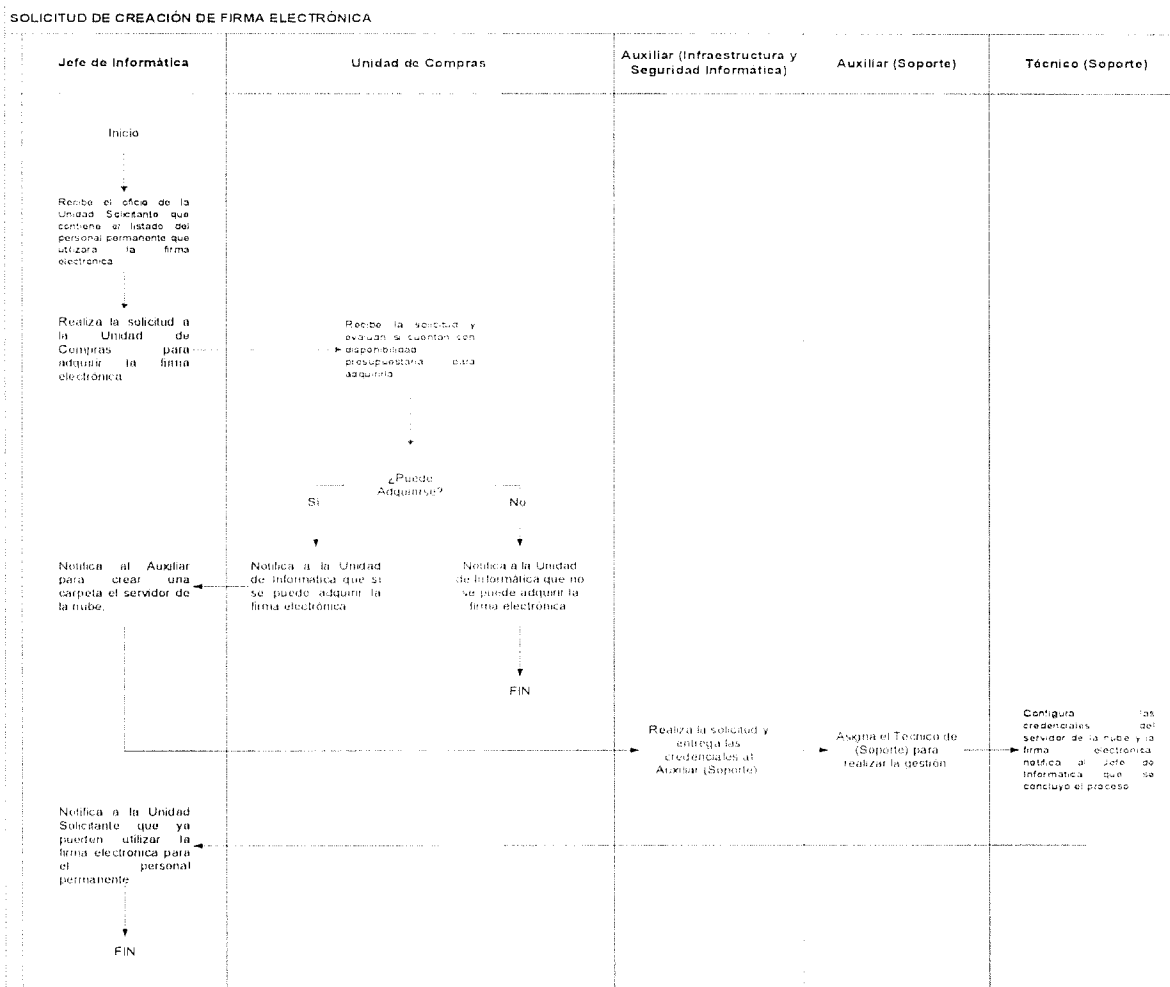 SOLICITUD DE CREACIÓN DE FIRMA ELECTRÓNICA
Jefe de Informática
Unidad de Compras
Auxiliar (Infraestructura y
Seguridad Informática)
Auxiliar (Soporte)
Técnico (Soporte)
Inicio
Recibe el oficio de la
Unidad Solicitante que
contiene el listado del
personal permanente que
utilizara la firma
electrónica
Realiza la solicitud a
la Unidad de
Compras para
adquirir la firma
electrónica
Recibe la solicitud y
evalúan si cuentan con
disponibilidad
presupuestaria para
adquirirla
¿Puede
Adquirirse?
Si
No
Notifica al Auxiliar
para crear una
carpeta el servidor de
la nube.
Notifica a la Unidad
de Informática que si
se puede adquirir la
firma electrónica
Notifica a la Unidad
de Informática que no
se puede adquirir la
firma electrónica
FIN
Realiza la solicitud y
entrega las
credenciales al
Auxiliar (Soporte)
Asigna el Técnico de
(Soporte) para
realizar la gestión
Configura las
credenciales del
servidor de la nube y la
firma electrónica
notifica al Jefe de
Informática que se
concluyo el proceso
Notifica a la Unidad
Solicitante que ya
pueden utilizar la
firma electrónica para
el personal
permanente
FIN